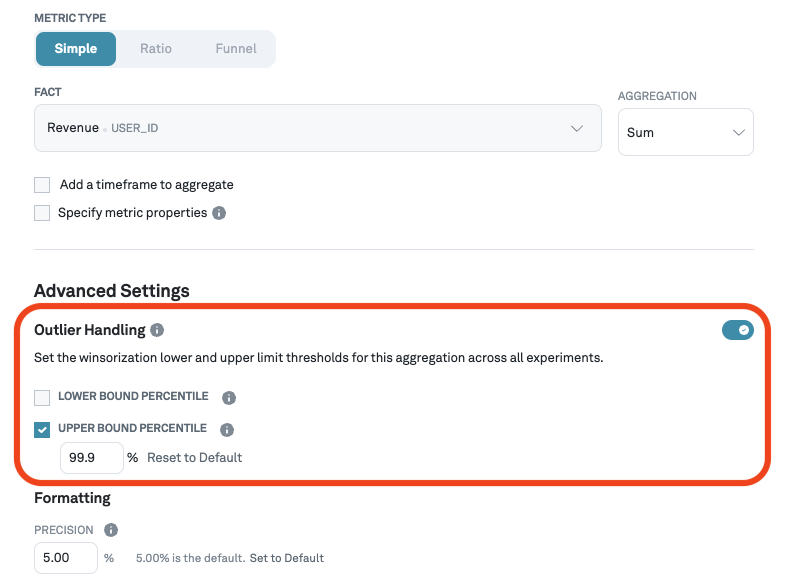 METRIC TYPE
Simple Ratio Funnel
FACT
AGGREGATION
Revenue USER_ID
Sum
Add a timeframe to aggregate
Specify metric properties
Advanced Settings
Outlier Handling
Set the winsorization lower and upper limit thresholds for this aggregation across all experiments.
LOWER BOUND PERCENTILE
UPPER BOUND PERCENTILE
99.9 % Reset to Default
Formatting
PRECISION
5.00 % 5.00% is the default. Set to Default